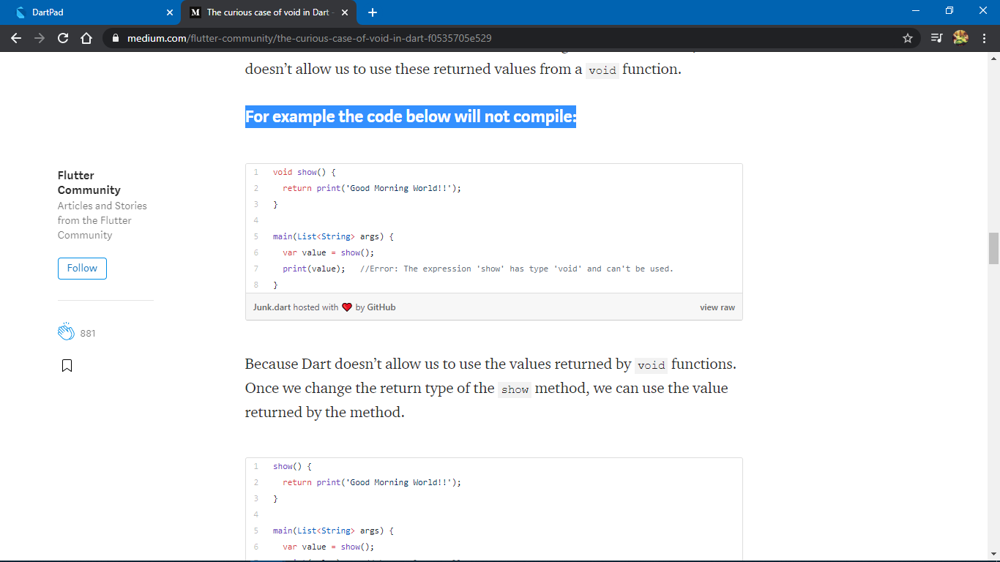 DartPad
The curious case of void in Dart -
medium.com/flutter-community/the-curious-case-of-void-in-dart-f0535705e529
doesn’t allow us to use these returned values from a void function.
For example the code below will not compile:
Flutter
Community
Articles and Stories
from the Flutter
Community
Follow
881
1 void show() {
2 return print('Good Morning World!!');
3 }
4
5 main(List<String> args) {
6 var value = show();
7 print(value); //Error: The expression 'show' has type 'void' and can't be used.
8 }
Junk.dart hosted with ❤ by GitHub
view raw
Because Dart doesn’t allow us to use the values returned by void functions.
Once we change the return type of the show method, we can use the value
returned by the method.
1 show() {
2 return print('Good Morning World!!');
3 }
4
5 main(List<String> args) {
6 var value = show();